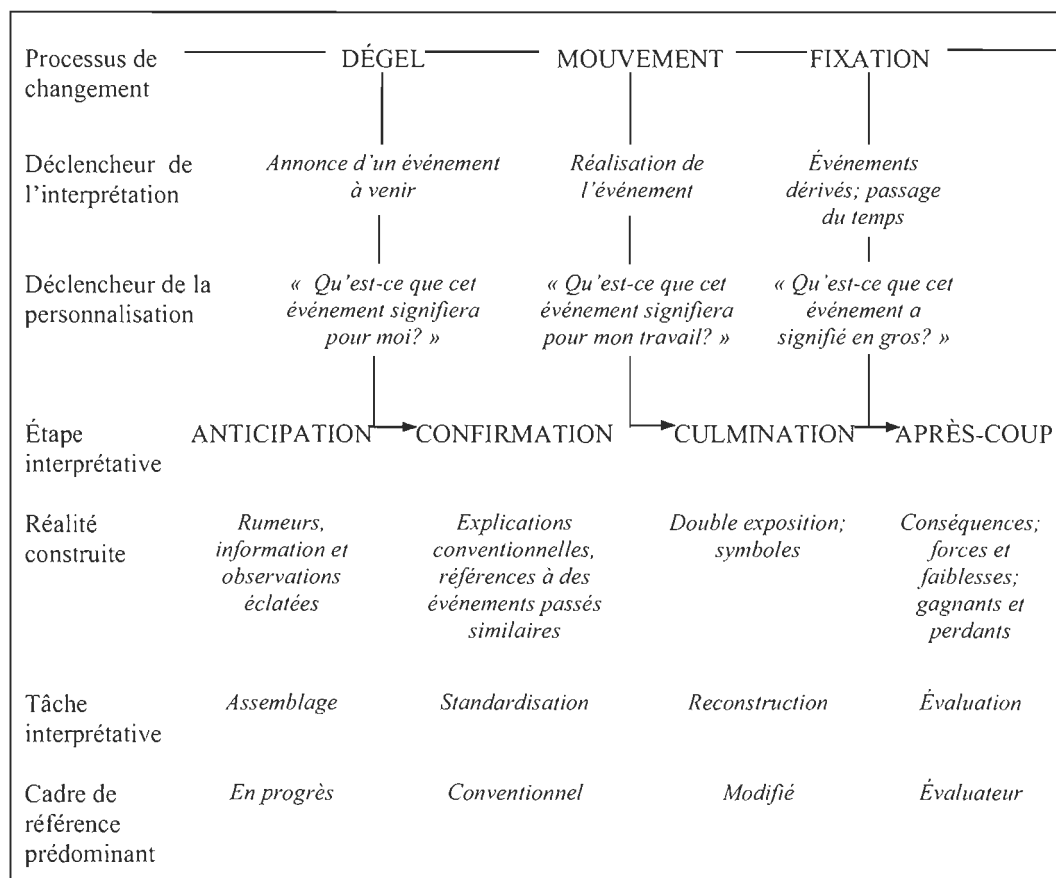 Processus de changement DÉGEL MOUVEMENT FIXATION
Déclencheur de l'interprétation
Annonce d'un événement à venir
Réalisation de l'événement
Événements dérivés; passage du temps
Déclencheur de la personnalisation
« Qu'est-ce que cet événement signifiera pour moi? »
« Qu'est-ce que cet événement signifiera pour mon travail? »
« Qu'est-ce que cet événement a signifié en gros? »
Étape interprétative
ANTICIPATION CONFIRMATION CULMINATION APRÈS-COUP
Réalité construite
Rumeurs, information et observations éclatées
Explications conventionnelles, références à des événements passés similaires
Double exposition; symboles
Conséquences; forces et faiblesses; gagnants et perdants
Tâche interprétative
Assemblage Standardisation Reconstruction Évaluation
Cadre de référence prédominant
En progrès Conventionnel Modifié Évaluateur